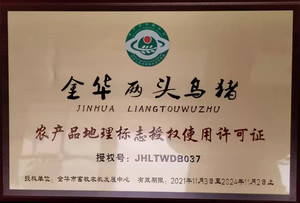 金华两头乌猪
JINHUA LIANGTOUWUZHU
农产品地理标志授权使用许可证
授权号：JHLTWDB037
授权单位：金华市畜牧农机发展中心 有效期限：2021年11月3日至2024年11月2日止